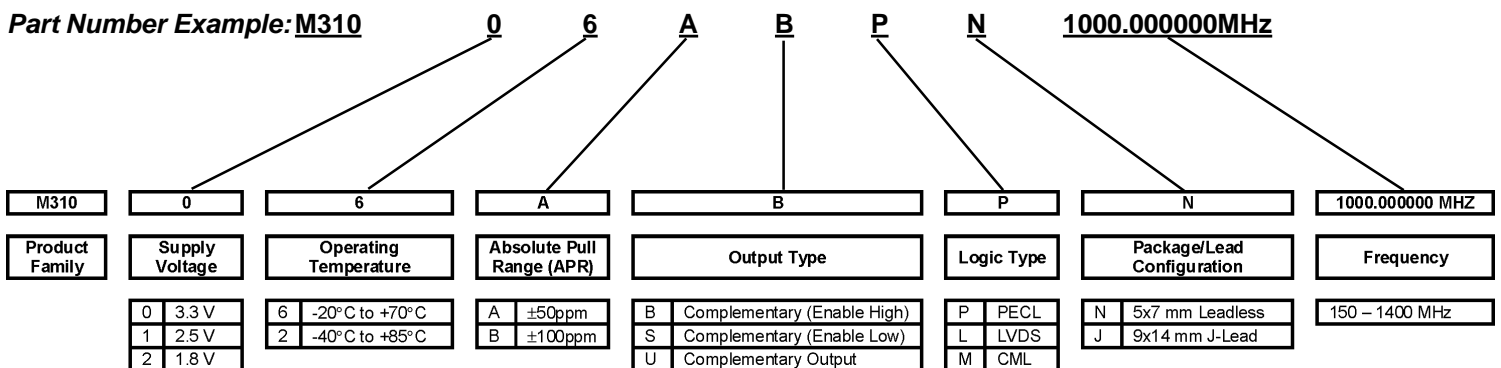 Part Number Example: M310 0 6 A B P N 1000.000000MHz
M310 0 6 A B P N 1000.000000 MHZ
Product Family
Supply Voltage
Operating Temperature
Absolute Pull Range (APR)
Output Type
Logic Type
Package/Lead Configuration
Frequency
0 3.3 V
1 2.5 V
2 1.8 V
6 -20°C to +70°C
2 -40°C to +85°C
A ±50ppm
B ±100ppm
B Complementary (Enable High)
S Complementary (Enable Low)
U Complementary Output
P PECL
L LVDS
M CML
N 5x7 mm Leadless
J 9x14 mm J-Lead
150 – 1400 MHz